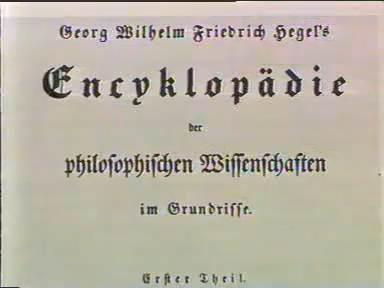 Georg Wilhelm Friedrich Hegel's
Encyklopädie
der
philosophischen Wissenschaften
im Grundrisse.
Erster Theil.